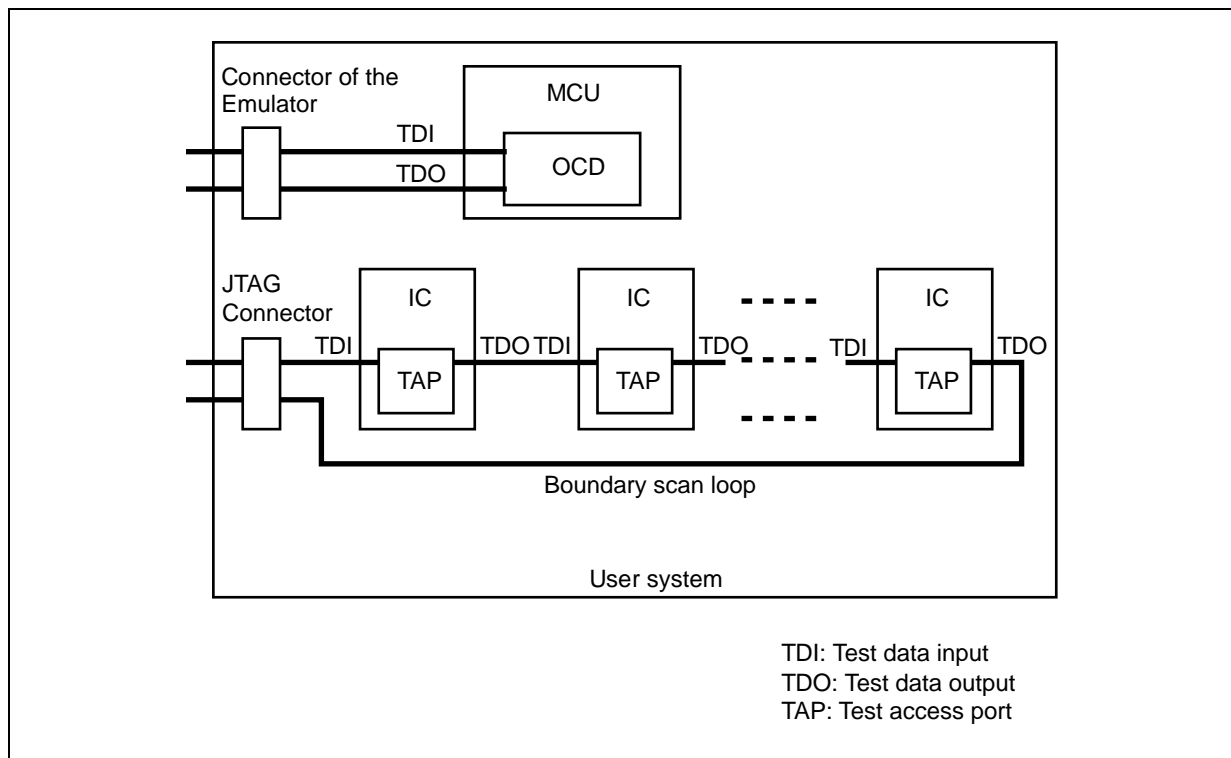 Connector of the
Emulator
MCU
TDI
OCD
TDO
JTAG
Connector
IC
IC
IC
TDI
TDO
TDI
TDO
TDI
TDO
TAP
TAP
TAP
Boundary scan loop
User system
TDI: Test data input
TDO: Test data output
TAP: Test access port